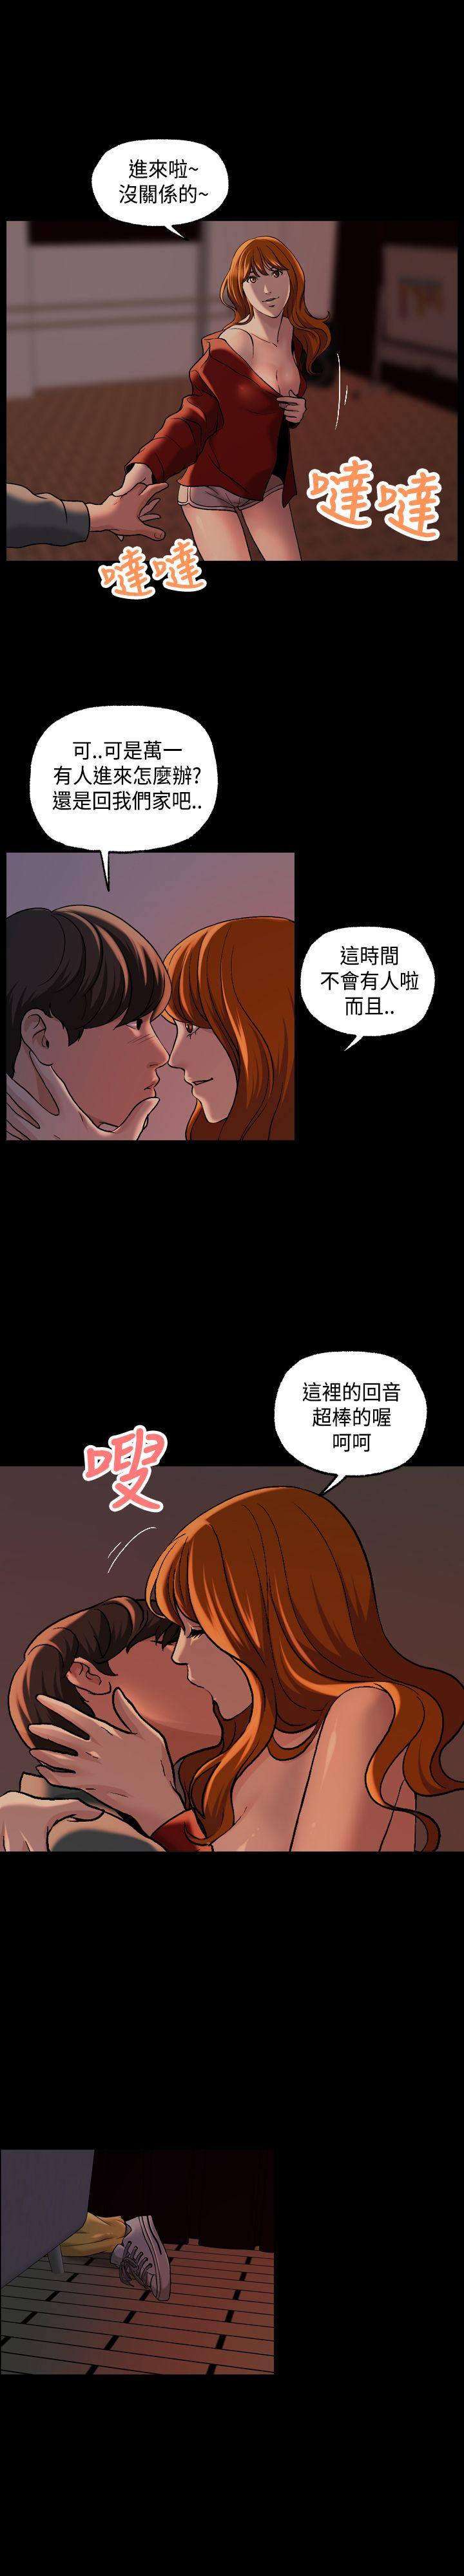 進來啦~
沒關係的~
噠噠
噠噠
可..可是萬一
有人進來怎麼辦?
還是回我們家吧..
這時間
不會有人啦
而且..
這裡的回音
超棒的喔
呵呵
嗖